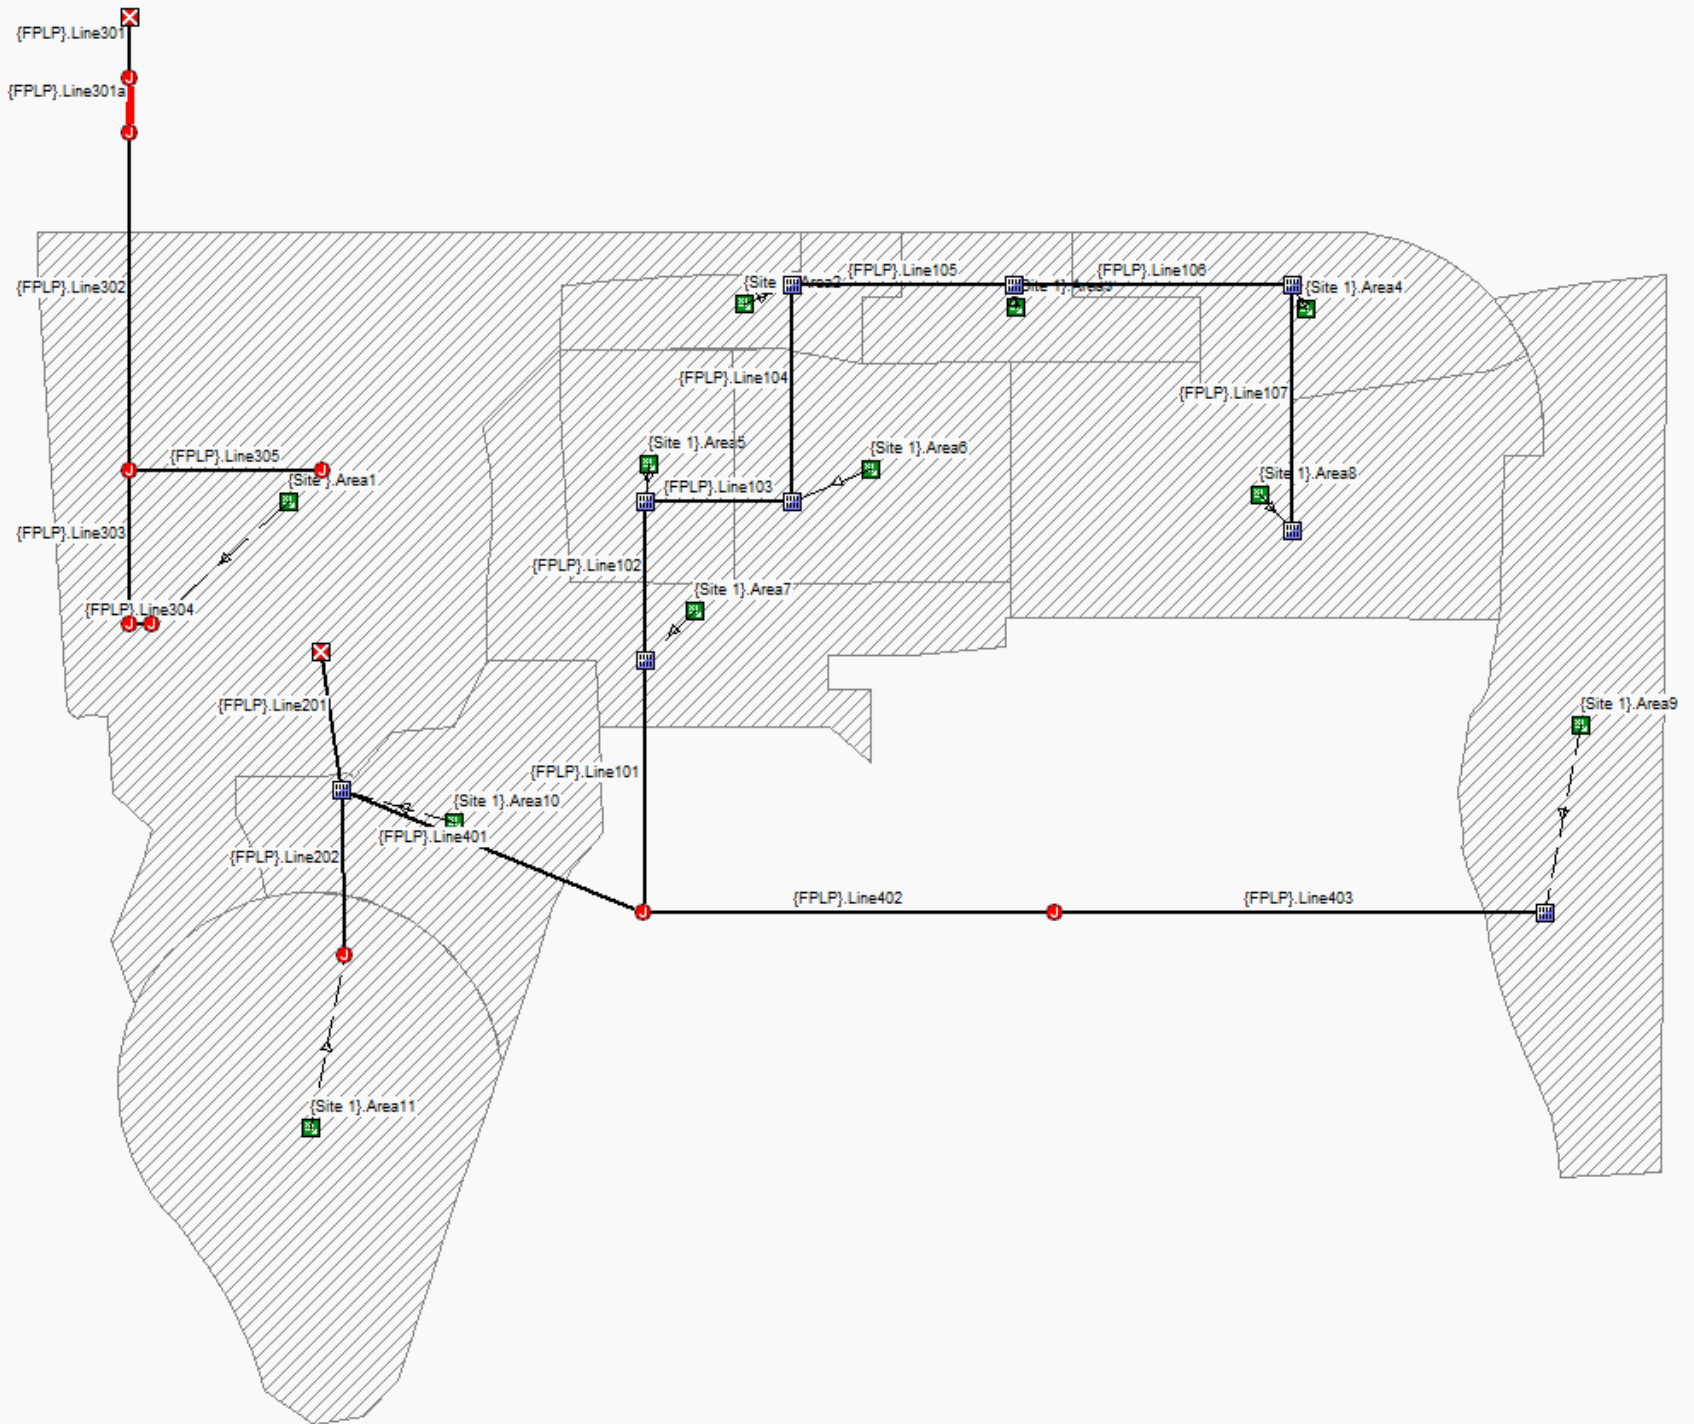 {FPLP}.Line301
{FPLP}.Line301a
{FPLP}.Line302
{FPLP}.Line105
{FPLP}.Line106
{Site 1}.Area4
{FPLP}.Line104
{FPLP}.Line107
{Site 1}.Area5
{Site 1}.Area6
{FPLP}.Line305
{Site }.Area1
{Site 1}.Area8
{FPLP}.Line103
{FPLP}.Line303
{FPLP}.Line102
{Site 1}.Area7
{FPLP}.Line304
{FPLP}.Line201
{Site 1}.Area9
{FPLP}.Line101
{Site 1}.Area10
{FPLP}.Line401
{FPLP}.Line202
{FPLP}.Line402
{FPLP}.Line403
{Site 1}.Area11